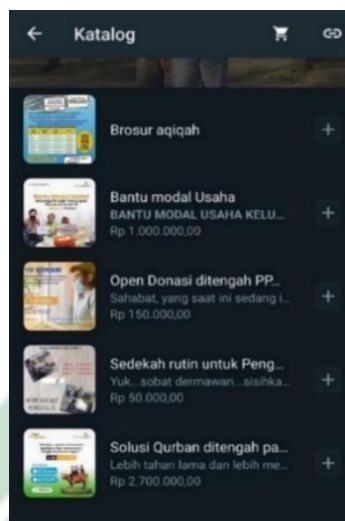 Katalog
Brosur aqiqah
Bantu modal Usaha
BANTU MODAL USAHA KELU...
Rp 1.000.000,00
Open Donasi ditengah PP...
Sahabat, yang saat ini sedang i...
Rp 150.000,00
Sedekah rutin untuk Peng...
Yuk...sobat dermawan...sisihka...
Rp 50.000,00
Solusi Qurban ditengah pa...
Lebih tahan lama dan lebih me...
Rp 2.700.000,00